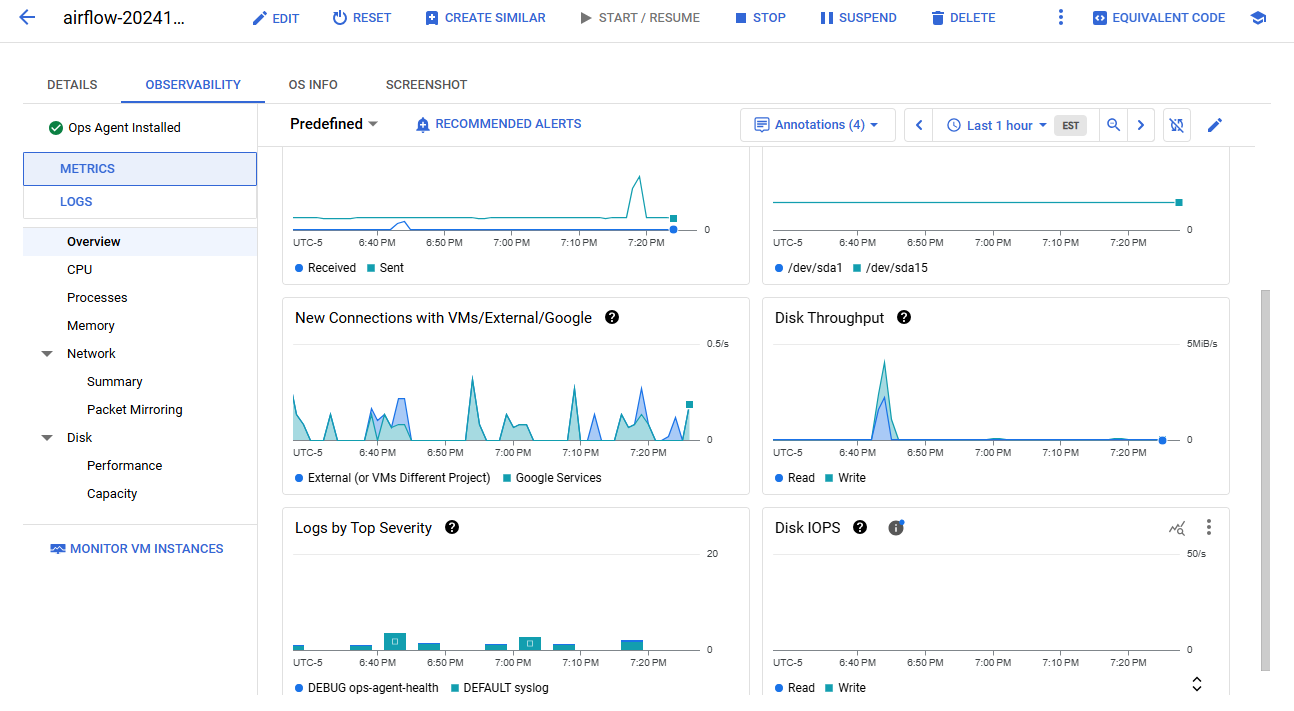 airflow-20241...
EDIT
RESET
CREATE SIMILAR
START / RESUME
STOP
SUSPEND
DELETE
EQUIVALENT CODE
DETAILS
OBSERVABILITY
OS INFO
SCREENSHOT
Ops Agent Installed
METRICS
LOGS
Overview
CPU
Processes
Memory
Network
Summary
Packet Mirroring
Disk
Performance
Capacity
MONITOR VM INSTANCES
Predefined
RECOMMENDED ALERTS
Annotations (4)
Last 1 hour
EST
0
UTC-5 6:40 PM 6:50 PM 7:00 PM 7:10 PM 7:20 PM
Received Sent
0
UTC-5 6:40 PM 6:50 PM 7:00 PM 7:10 PM 7:20 PM
/dev/sda1 /dev/sda15
New Connections with VMs/External/Google
0.5/s
0
UTC-5 6:40 PM 6:50 PM 7:00 PM 7:10 PM 7:20 PM
External (or VMs Different Project) Google Services
Disk Throughput
5MiB/s
0
UTC-5 6:40 PM 6:50 PM 7:00 PM 7:10 PM 7:20 PM
Read Write
Logs by Top Severity
20
0
UTC-5 6:40 PM 6:50 PM 7:00 PM 7:10 PM 7:20 PM
DEBUG ops-agent-health DEFAULT syslog
Disk IOPS
50/s
0
UTC-5 6:40 PM 6:50 PM 7:00 PM 7:10 PM 7:20 PM
Read Write